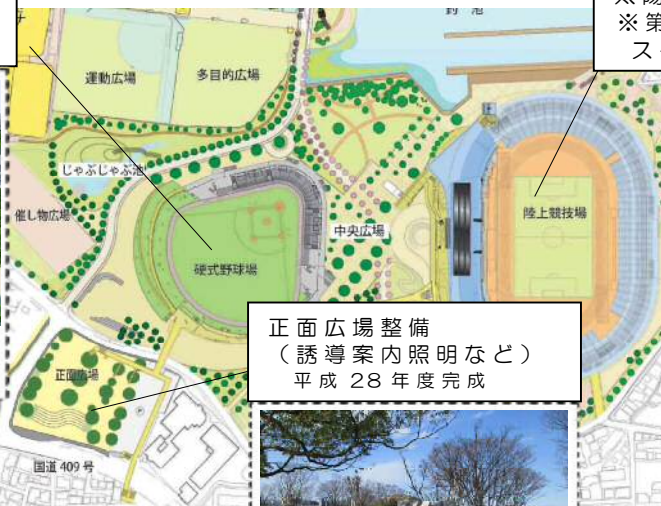 釣池
※第
ス
運動広場
多目的広場
じゃぶじゃぶ池
催し物広場
中央広場
陸上競技場
硬式野球場
正面広場整備
（誘導案内照明など）
平成28年度完成
正面広場
国道409号